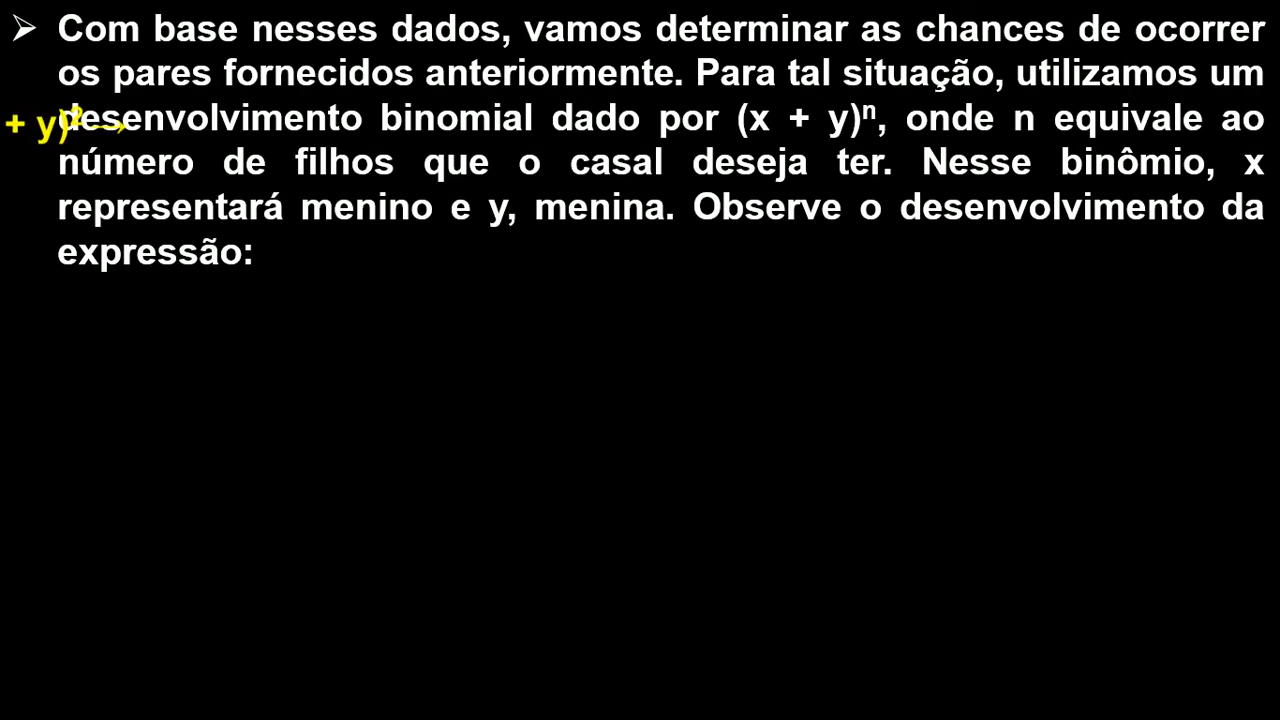 ➢ Com base nesses dados, vamos determinar as chances de ocorrer
os pares fornecidos anteriormente. Para tal situação, utilizamos um
desenvolvimento binomial dado por (x + y)ⁿ, onde n equivale ao
+ y)² →
número de filhos que o casal deseja ter. Nesse binômio, x
representará menino e y, menina. Observe o desenvolvimento da
expressão: